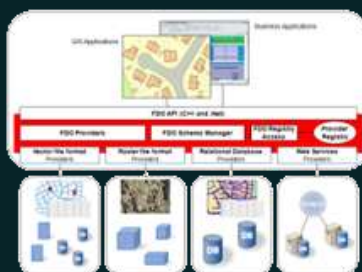 Business Applications
GIS Applications
FDO API (C++ and .Net)
FDO Providers
FDO Schema Manager
FDO Registry
Access
Provider
Registry
Vector file format
Providers
Raster file format
Providers
Relational Database
Providers
Web Services
Providers